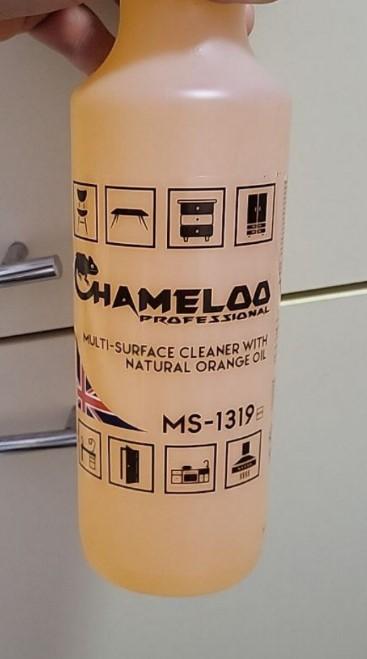 CHAMELOO
PROFESSIONAL
MULTI-SURFACE CLEANER WITH
NATURAL ORANGE OIL
MS-1319